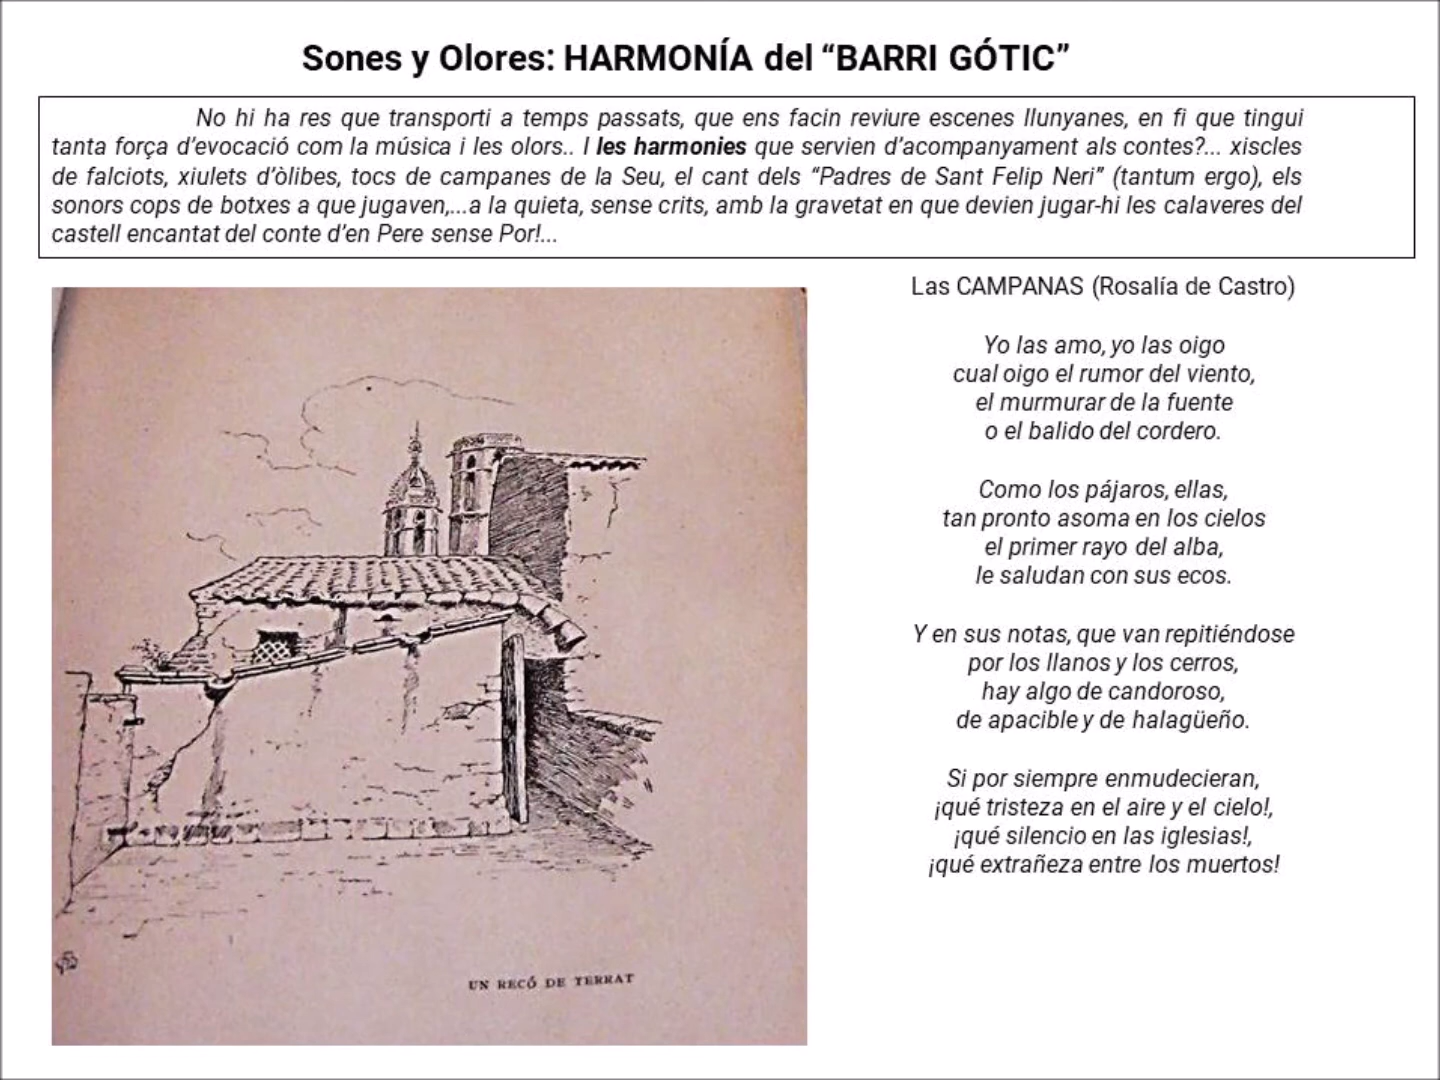 Sones y Olores: HARMONÍA del “BARRI GÓTIC”
No hi ha res que transporti a temps passats, que ens facin reviure escenes llunyanes, en fi que tingui
tanta força d’evocació com la música i les olors.. I les harmonies que servien d’acompanyament als contes?... xiscles
de falciots, xiulets d’òlibes, tocs de campanes de la Seu, el cant dels “Padres de Sant Felip Neri” (tantum ergo), els
sonors cops de botxes a que jugaven,...a la quieta, sense crits, amb la gravetat en que devien jugar-hi les calaveres del
castell encantat del conte d’en Pere sense Por!...
Las CAMPANAS (Rosalía de Castro)
Yo las amo, yo las oigo
cual oigo el rumor del viento,
el murmurar de la fuente
o el balido del cordero.
Como los pájaros, ellas,
tan pronto asoma en los cielos
el primer rayo del alba,
le saludan con sus ecos.
Y en sus notas, que van repitiéndose
por los llanos y los cerros,
hay algo de candoroso,
de apacible y de halagüeño.
Si por siempre enmudecieran,
¡qué tristeza en el aire y el cielo!,
¡qué silencio en las iglesias!,
¡qué extrañeza entre los muertos!
UN RECÓ DE TERRAT